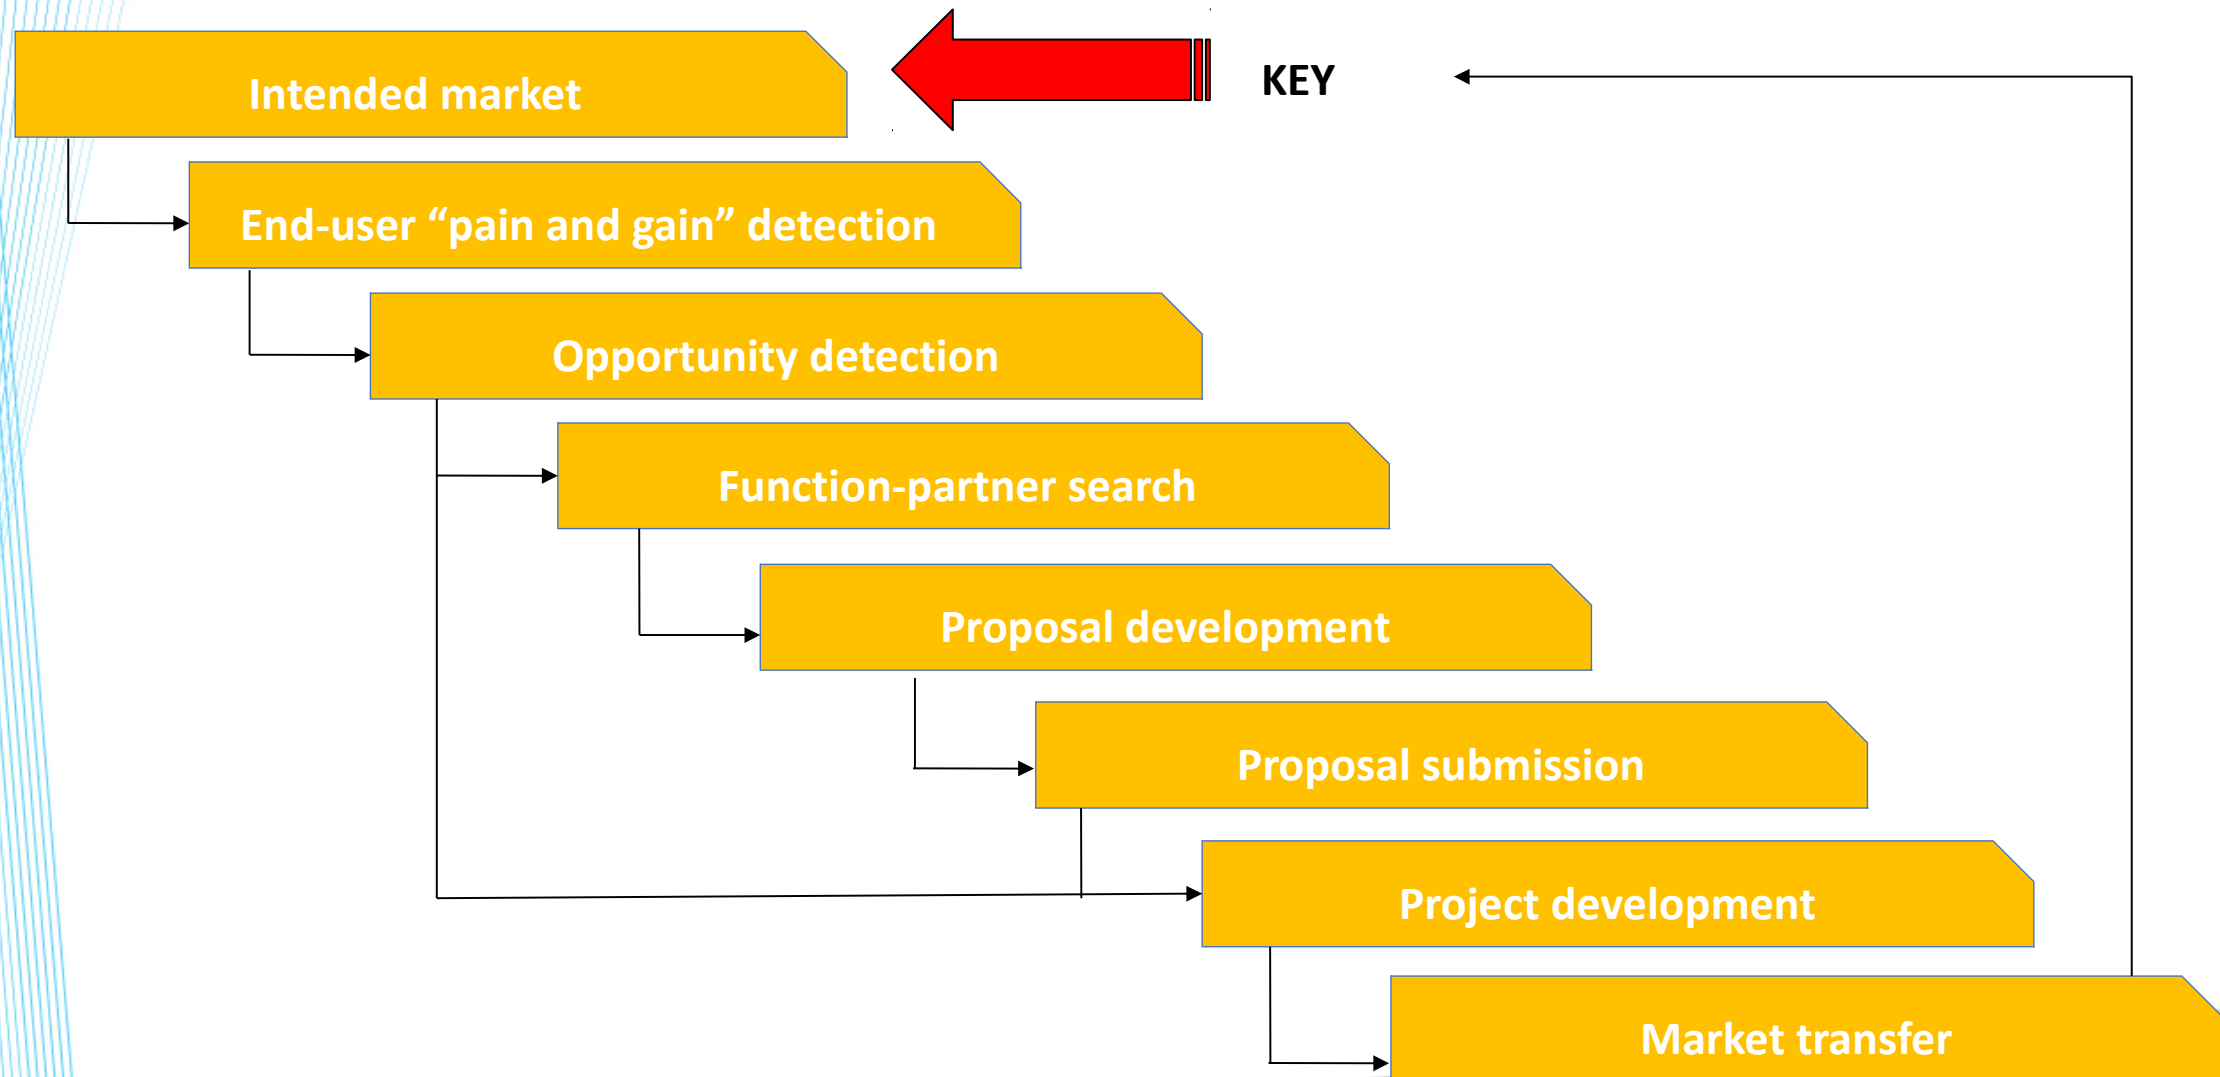 Intended market
KEY
End-user “pain and gain” detection
Opportunity detection
Function-partner search
Proposal development
Proposal submission
Project development
Market transfer